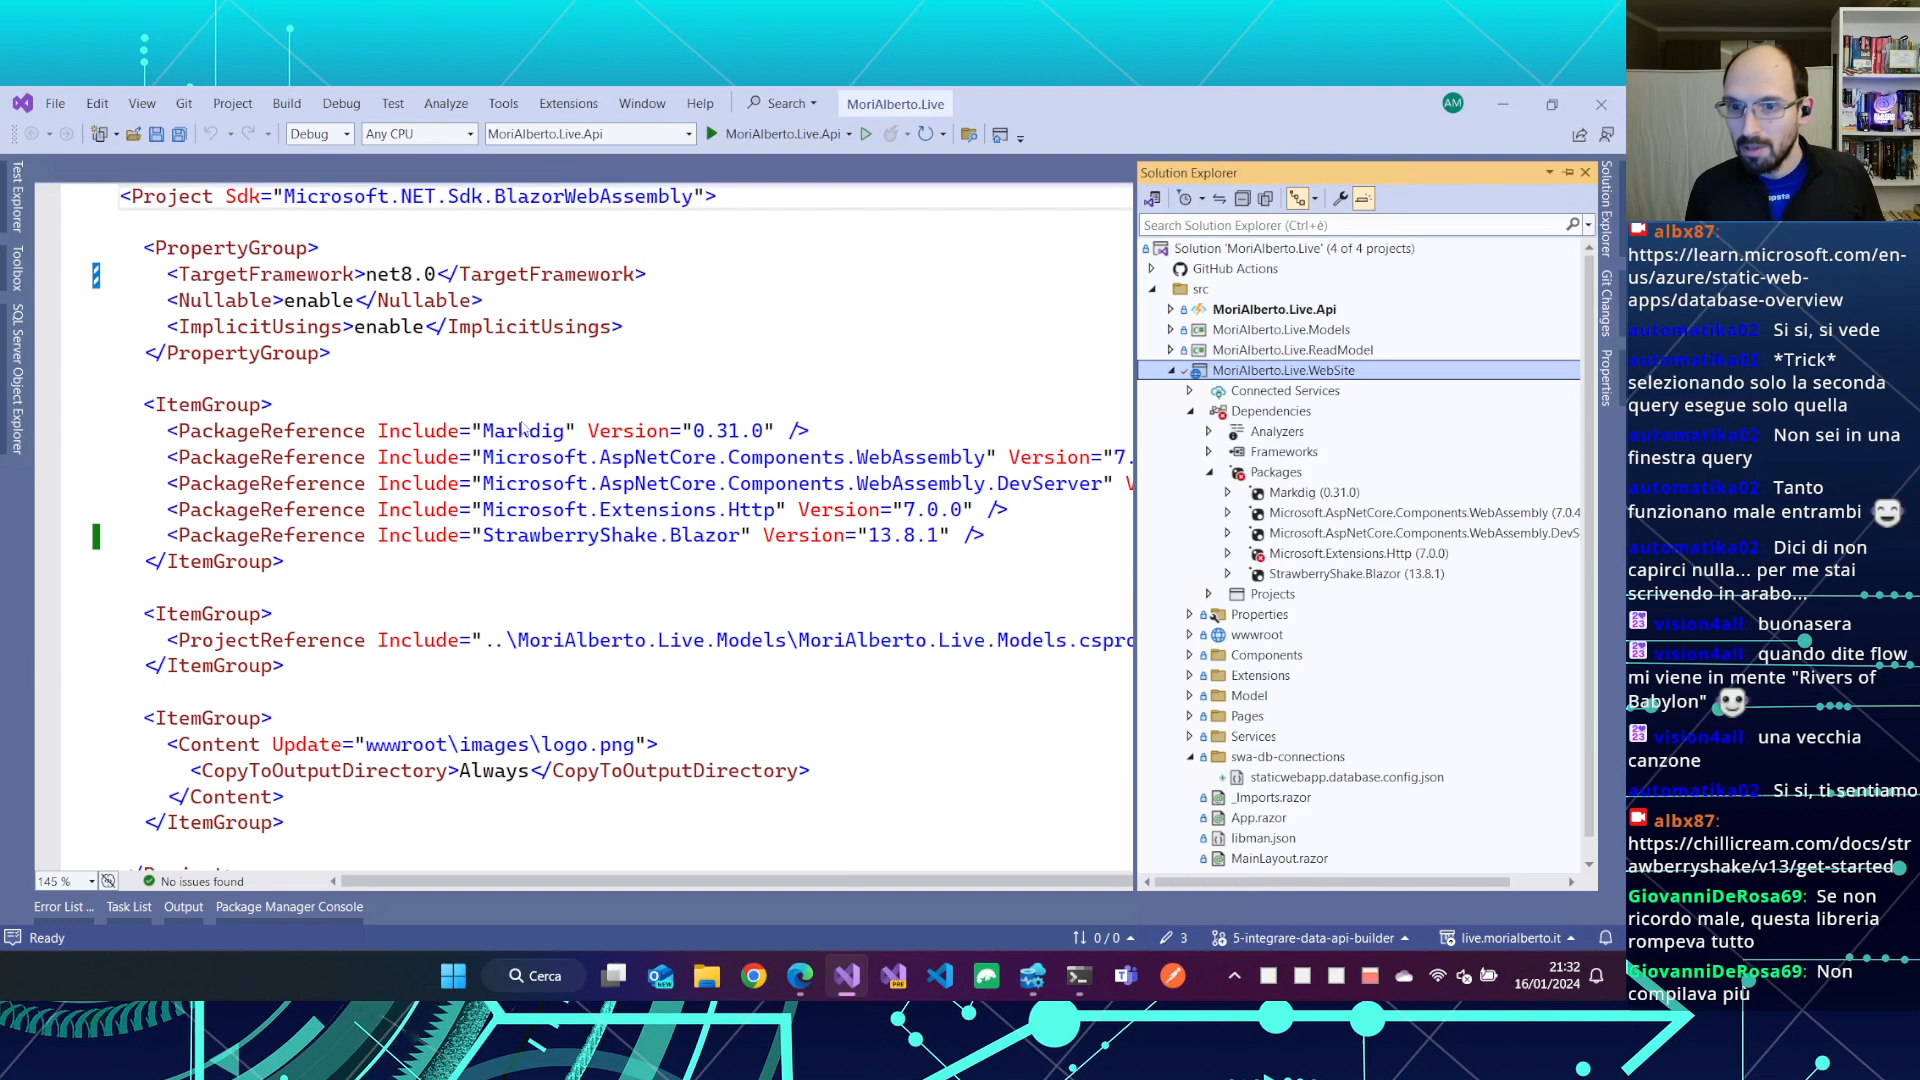 File Edit View Git Project Build Debug Test Analyze Tools Extensions Window Help Search MoriAlberto.Live AM
Debug Any CPU MoriAlberto.Live.Api MoriAlberto.Live.Api
Test Explorer
Toolbox
SQL Server Object Explorer
<Project Sdk="Microsoft.NET.Sdk.BlazorWebAssembly">
<PropertyGroup>
<TargetFramework>net8.0</TargetFramework>
<Nullable>enable</Nullable>
<ImplicitUsings>enable</ImplicitUsings>
</PropertyGroup>
<ItemGroup>
<PackageReference Include="Markdig" Version="0.31.0" />
<PackageReference Include="Microsoft.AspNetCore.Components.WebAssembly" Version="7.
<PackageReference Include="Microsoft.AspNetCore.Components.WebAssembly.DevServer" V
<PackageReference Include="Microsoft.Extensions.Http" Version="7.0.0" />
<PackageReference Include="StrawberryShake.Blazor" Version="13.8.1" />
</ItemGroup>
<ItemGroup>
<ProjectReference Include="..\MoriAlberto.Live.Models\MoriAlberto.Live.Models.cspro
</ItemGroup>
<ItemGroup>
<Content Update="wwwroot\images\logo.png">
<CopyToOutputDirectory>Always</CopyToOutputDirectory>
</Content>
</ItemGroup>
145 % No issues found
Error List ... Task List Output Package Manager Console
Ready 0 / 0 3 5-integrare-data-api-builder live.morialberto.it
Solution Explorer
Search Solution Explorer (Ctrl+è)
Solution 'MoriAlberto.Live' (4 of 4 projects)
GitHub Actions
src
MoriAlberto.Live.Api
MoriAlberto.Live.Models
MoriAlberto.Live.ReadModel
MoriAlberto.Live.WebSite
Connected Services
Dependencies
Analyzers
Frameworks
Packages
Markdig (0.31.0)
Microsoft.AspNetCore.Components.WebAssembly (7.0.4
Microsoft.AspNetCore.Components.WebAssembly.DevS
Microsoft.Extensions.Http (7.0.0)
StrawberryShake.Blazor (13.8.1)
Projects
Properties
wwwroot
Components
Extensions
Model
Pages
Services
swa-db-connections
staticwebapp.database.config.json
_Imports.razor
App.razor
libman.json
MainLayout.razor
Solution Explorer
Git Changes
Properties
Cerca
21:32
16/01/2024
albx87:
https://learn.microsoft.com/en-
us/azure/static-web-
apps/database-overview
automatika02 Si si, si vede
automatika02 *Trick*
selezionando solo la seconda
query esegue solo quella
automatika02 Non sei in una
finestra query
automatika02 Tanto
funzionano male entrambi
automatika02 Dici di non
capirci nulla... per me stai
scrivendo in arabo...
vision4all buonasera
vision4all quando dite flow
mi viene in mente "Rivers of
Babylon"
vision4all una vecchia
canzone
automatika02 Si si, ti sentiamo
albx87:
https://chillicream.com/docs/str
awberryshake/v13/get-started
GiovanniDeRosa69: Se non
ricordo male, questa libreria
rompeva tutto
GiovanniDeRosa69: Non
compilava più